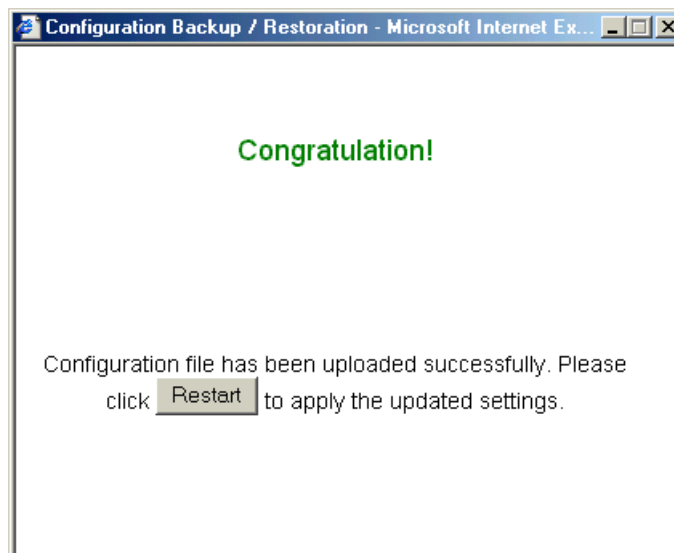 Configuration Backup / Restoration - Microsoft Internet Ex...
Congratulation!
Configuration file has been uploaded successfully. Please
click Restart to apply the updated settings.